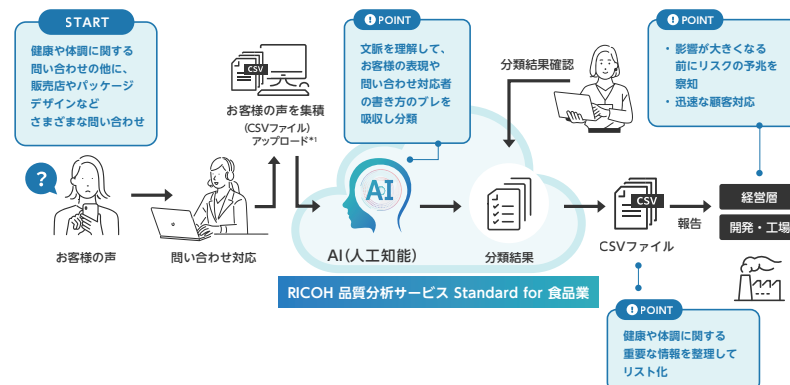 START
健康や体調に関する
問い合わせの他に、
販売店やパッケージ
デザインなど
さまざまな問い合わせ
?
お客様の声
問い合わせ対応
CSV
お客様の声を集積
(CSVファイル)
アップロード*1
! POINT
文脈を理解して、
お客様の表現や
問い合わせ対応者
の書き方のブレを
吸収し分類
AI
AI(人工知能)
分類結果確認
分類結果
RICOH 品質分析サービス Standard for 食品業
CSV
CSVファイル
報告
! POINT
・影響が大きくなる
前にリスクの予兆を
察知
・迅速な顧客対応
経営層
開発・工場
! POINT
健康や体調に関する
重要な情報を整理して
リスト化